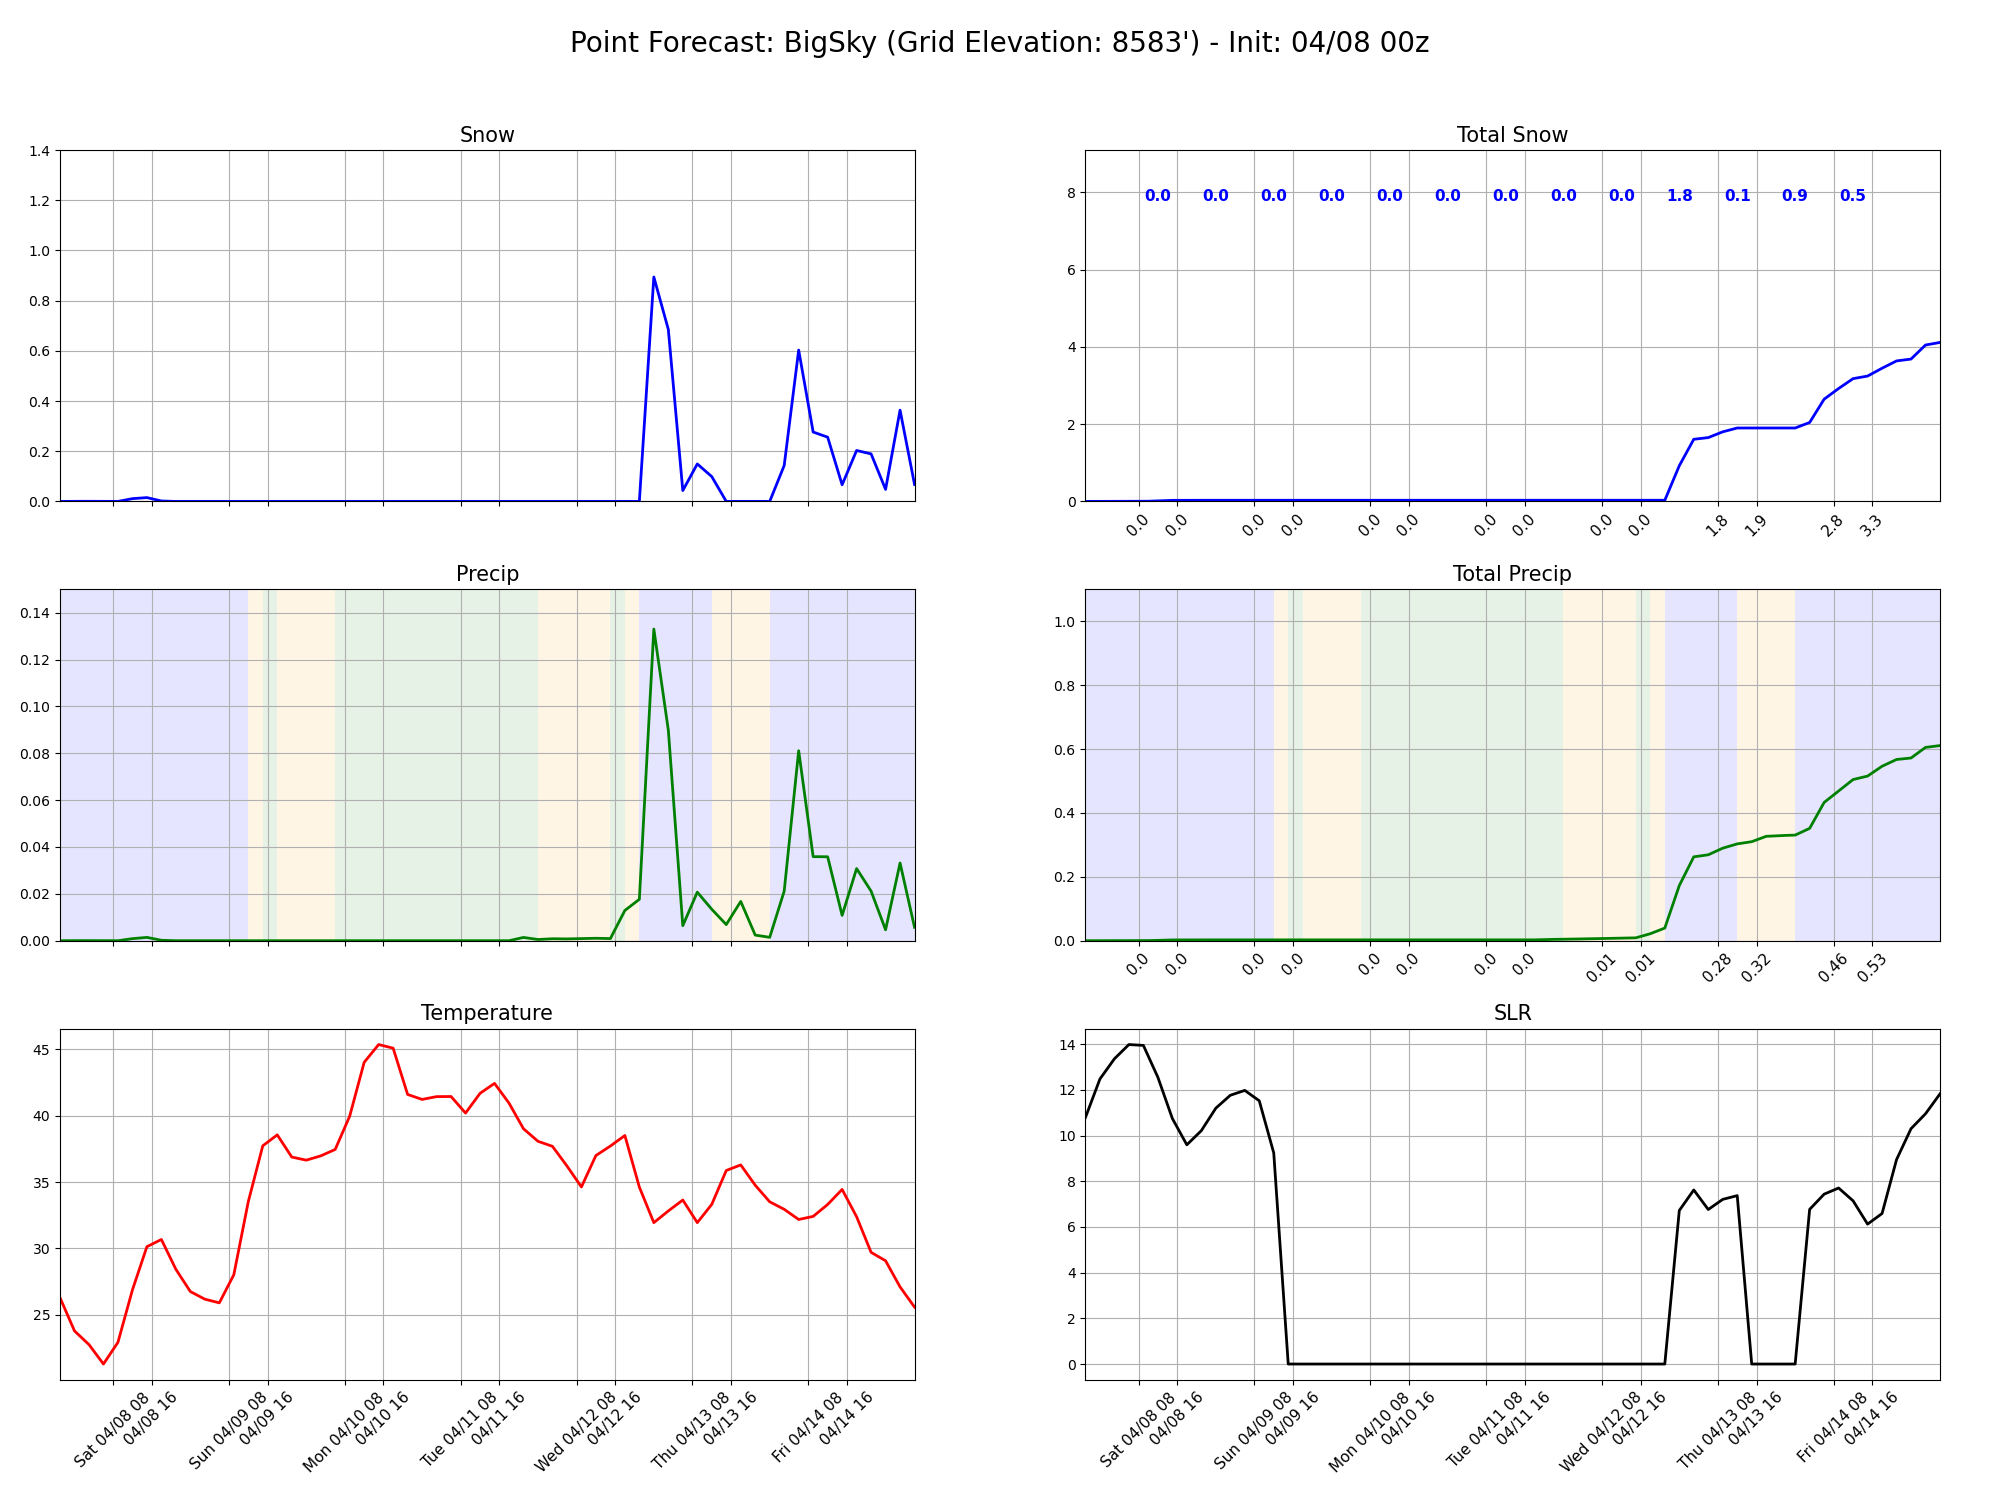 Point Forecast: BigSky (Grid Elevation: 8583') - Init: 04/08 00z
Snow
1.4
1.2
1.0
0.8
0.6
0.4
0.2
0.0
Total Snow
8
6
4
2
0
0.0 0.0 0.0 0.0 0.0 0.0 0.0 0.0 0.0 1.8 0.1 0.9 0.5
0.0 0.0 0.0 0.0 0.0 0.0 0.0 0.0 0.0 0.0 1.8 1.9 2.8 3.3
Precip
0.14
0.12
0.10
0.08
0.06
0.04
0.02
0.00
Total Precip
1.0
0.8
0.6
0.4
0.2
0.0
0.0 0.0 0.0 0.0 0.0 0.0 0.0 0.0 0.01 0.01 0.28 0.32 0.46 0.53
Temperature
45
40
35
30
25
Sat 04/08 08
04/08 16
Sun 04/09 08
04/09 16
Mon 04/10 08
04/10 16
Tue 04/11 08
04/11 16
Wed 04/12 08
04/12 16
Thu 04/13 08
04/13 16
Fri 04/14 08
04/14 16
SLR
14
12
10
8
6
4
2
0
Sat 04/08 08
04/08 16
Sun 04/09 08
04/09 16
Mon 04/10 08
04/10 16
Tue 04/11 08
04/11 16
Wed 04/12 08
04/12 16
Thu 04/13 08
04/13 16
Fri 04/14 08
04/14 16